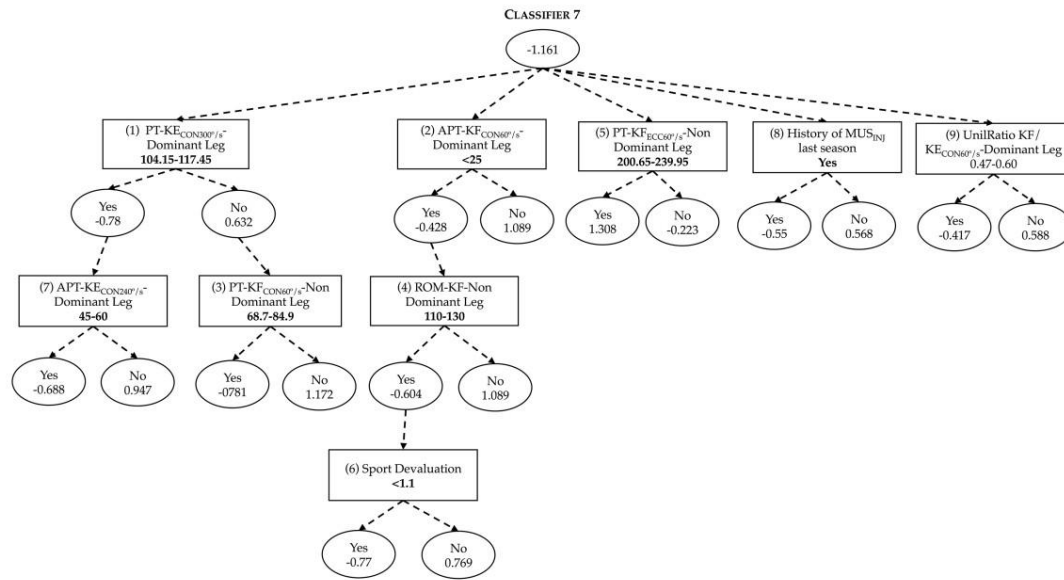 CLASSIFIER 7
-1.161
(1) PT-KECON300º/s-
Dominant Leg
104.15-117.45
(2) APT-KFCON60º/s-
Dominant Leg
<25
(5) PT-KFECC60º/s-Non
Dominant Leg
200.65-239.95
(8) History of MUSINJ
last season
Yes
(9) UnilRatio KF/
KECON60º/s-Dominant Leg
0.47-0.60
Yes
-0.78
No
0.632
Yes
-0.428
No
1.089
Yes
1.308
No
-0.223
Yes
-0.55
No
0.568
Yes
-0.417
No
0.588
(7) APT-KECON240º/s-
Dominant Leg
45-60
(3) PT-KFCON60º/s-Non
Dominant Leg
68.7-84.9
(4) ROM-KF-Non
Dominant Leg
110-130
Yes
-0.688
No
0.947
Yes
-0781
No
1.172
Yes
-0.604
No
1.089
(6) Sport Devaluation
<1.1
Yes
-0.77
No
0.769